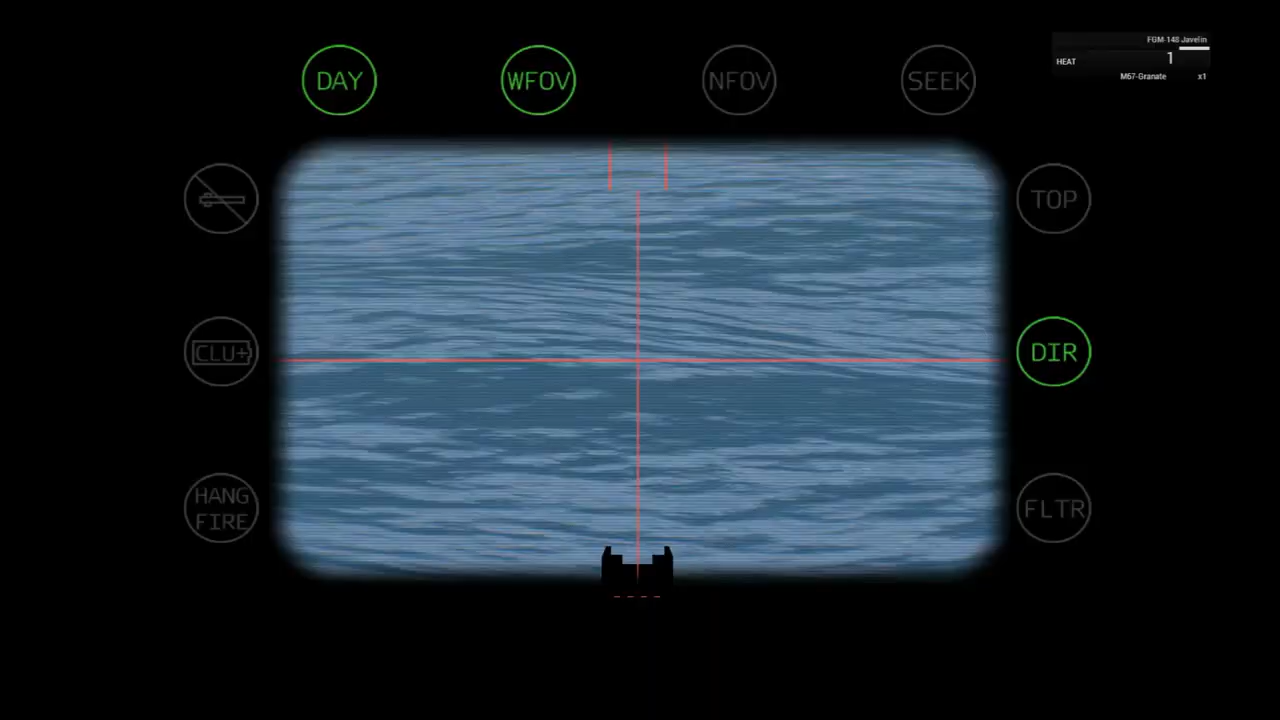 FGM-148 Javelin
1
HEAT
M67-Granate x1
DAY
WFOV
NFOV
SEEK
TOP
CLU+
DIR
HANG
FIRE
FLTR